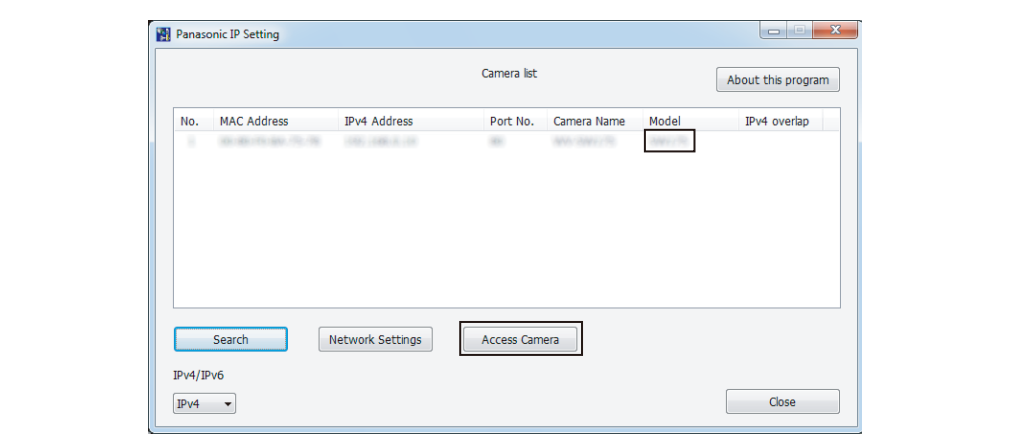 Panasonic IP Setting
Camera list
About this program
No. MAC Address IPv4 Address Port No. Camera Name Model IPv4 overlap
Search Network Settings Access Camera
IPv4/IPv6
IPv4 Close